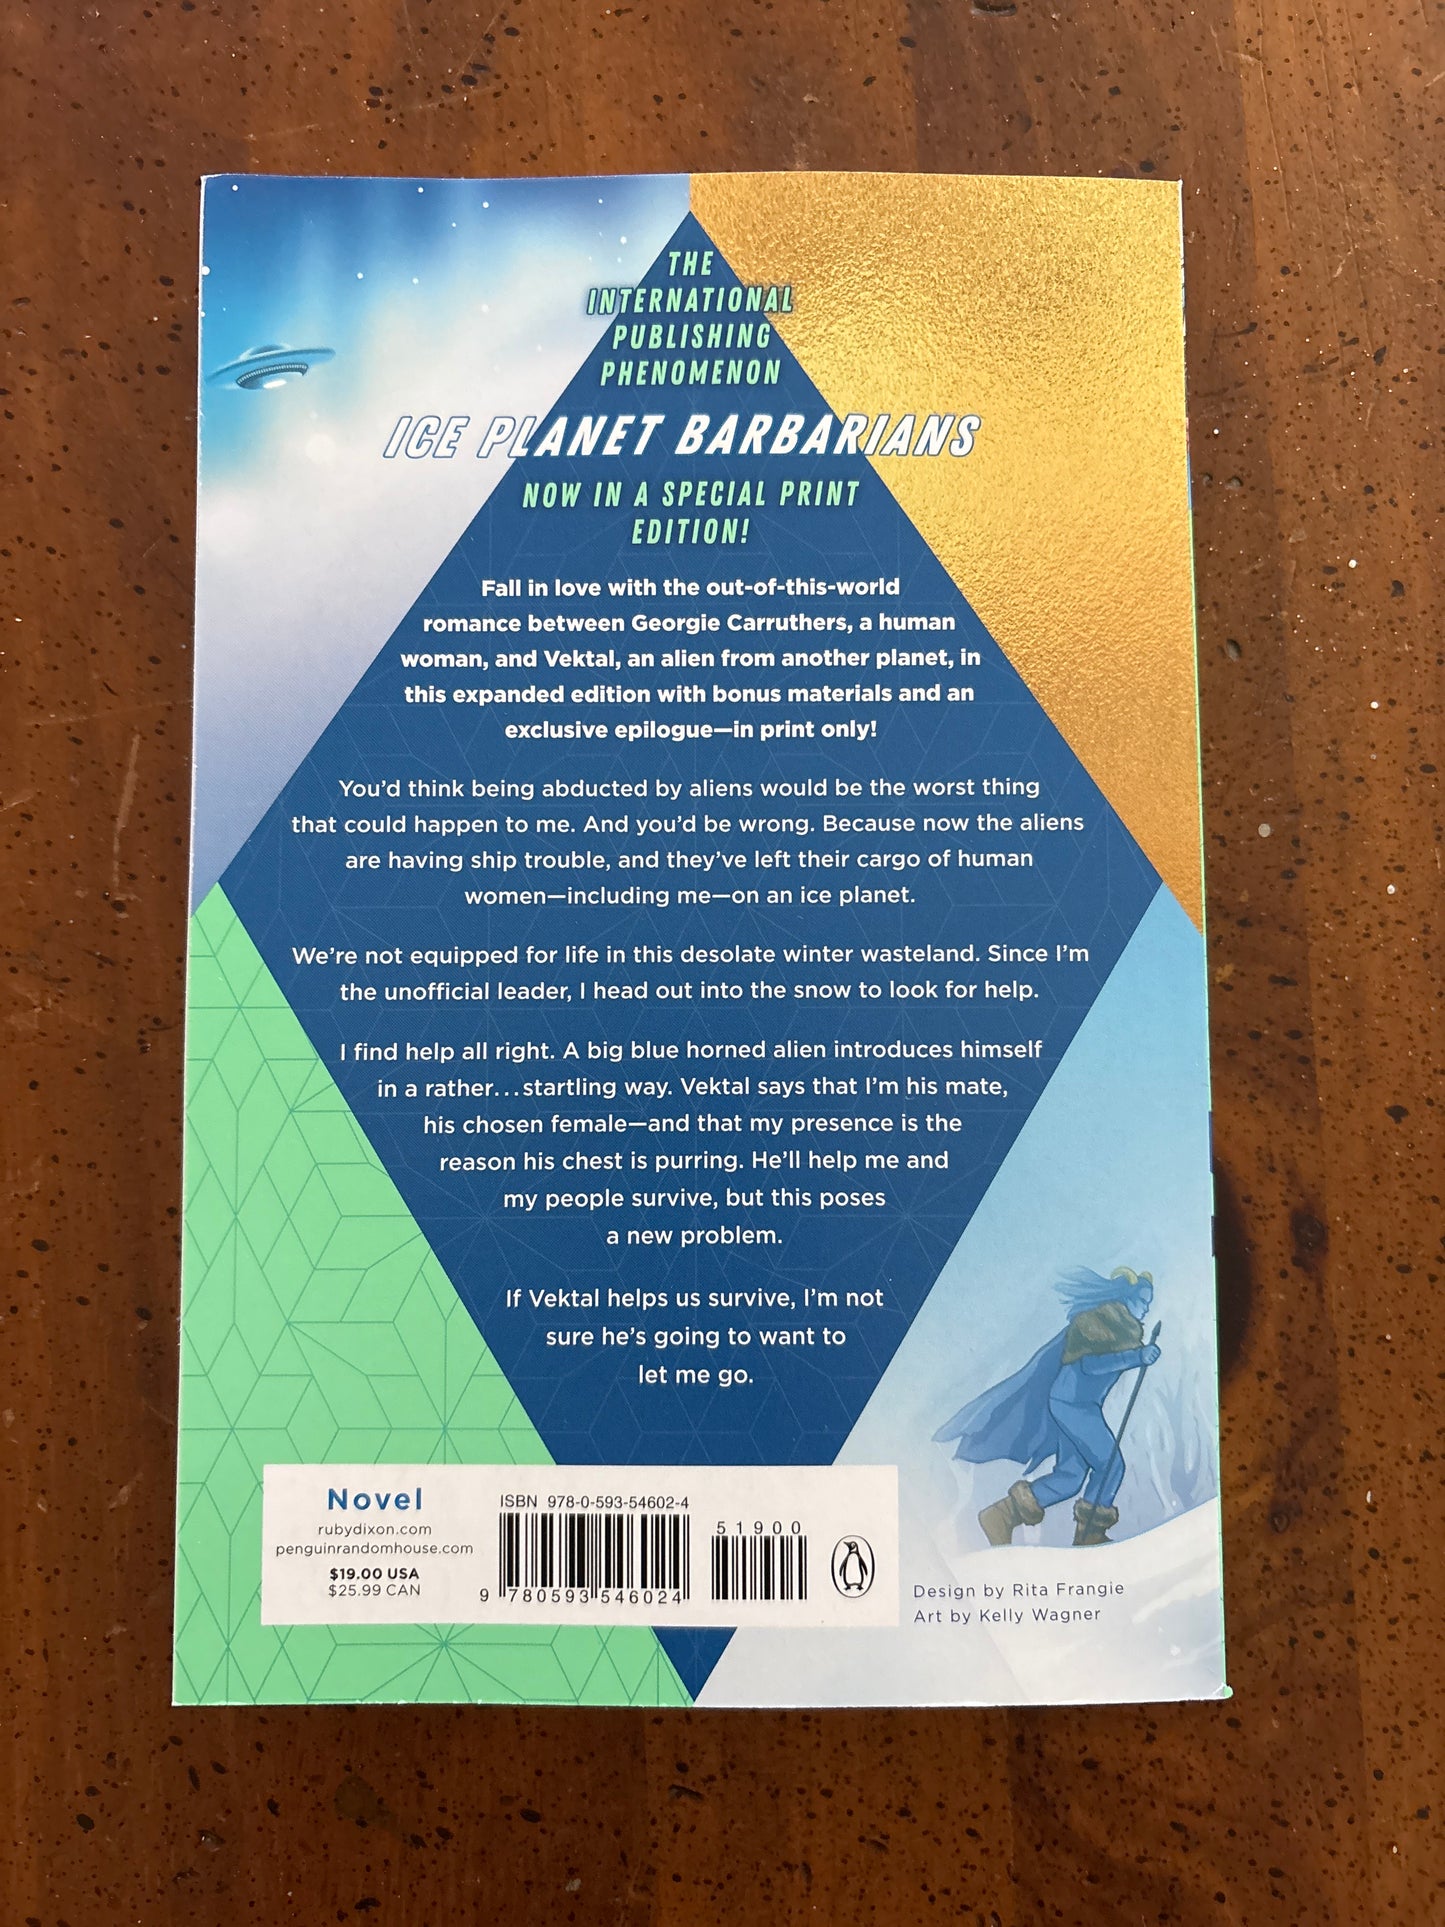 THE
INTERNATIONAL
PUBLISHING
PHENOMENON
ICE PLANET BARBARIANS
NOW IN A SPECIAL PRINT
EDITION!
Fall in love with the out-of-this-world
romance between Georgie Carruthers, a human
woman, and Vektal, an alien from another planet, in
this expanded edition with bonus materials and an
exclusive epilogue—in print only!
You'd think being abducted by aliens would be the worst thing
that could happen to me. And you'd be wrong. Because now the aliens
are having ship trouble, and they've left their cargo of human
women—including me—on an ice planet.
We're not equipped for life in this desolate winter wasteland. Since I'm
the unofficial leader, I head out into the snow to look for help.
I find help all right. A big blue horned alien introduces himself
in a rather...startling way. Vektal says that I'm his mate,
his chosen female—and that my presence is the
reason his chest is purring. He'll help me and
my people survive, but this poses
a new problem.
If Vektal helps us survive, I'm not
sure he's going to want to
let me go.
Novel
rubydixon.com
penguinrandomhouse.com
$19.00 USA
$25.99 CAN
ISBN 978-0-593-54602-4
51900
9 780593 546024
Design by Rita Frangie
Art by Kelly Wagner